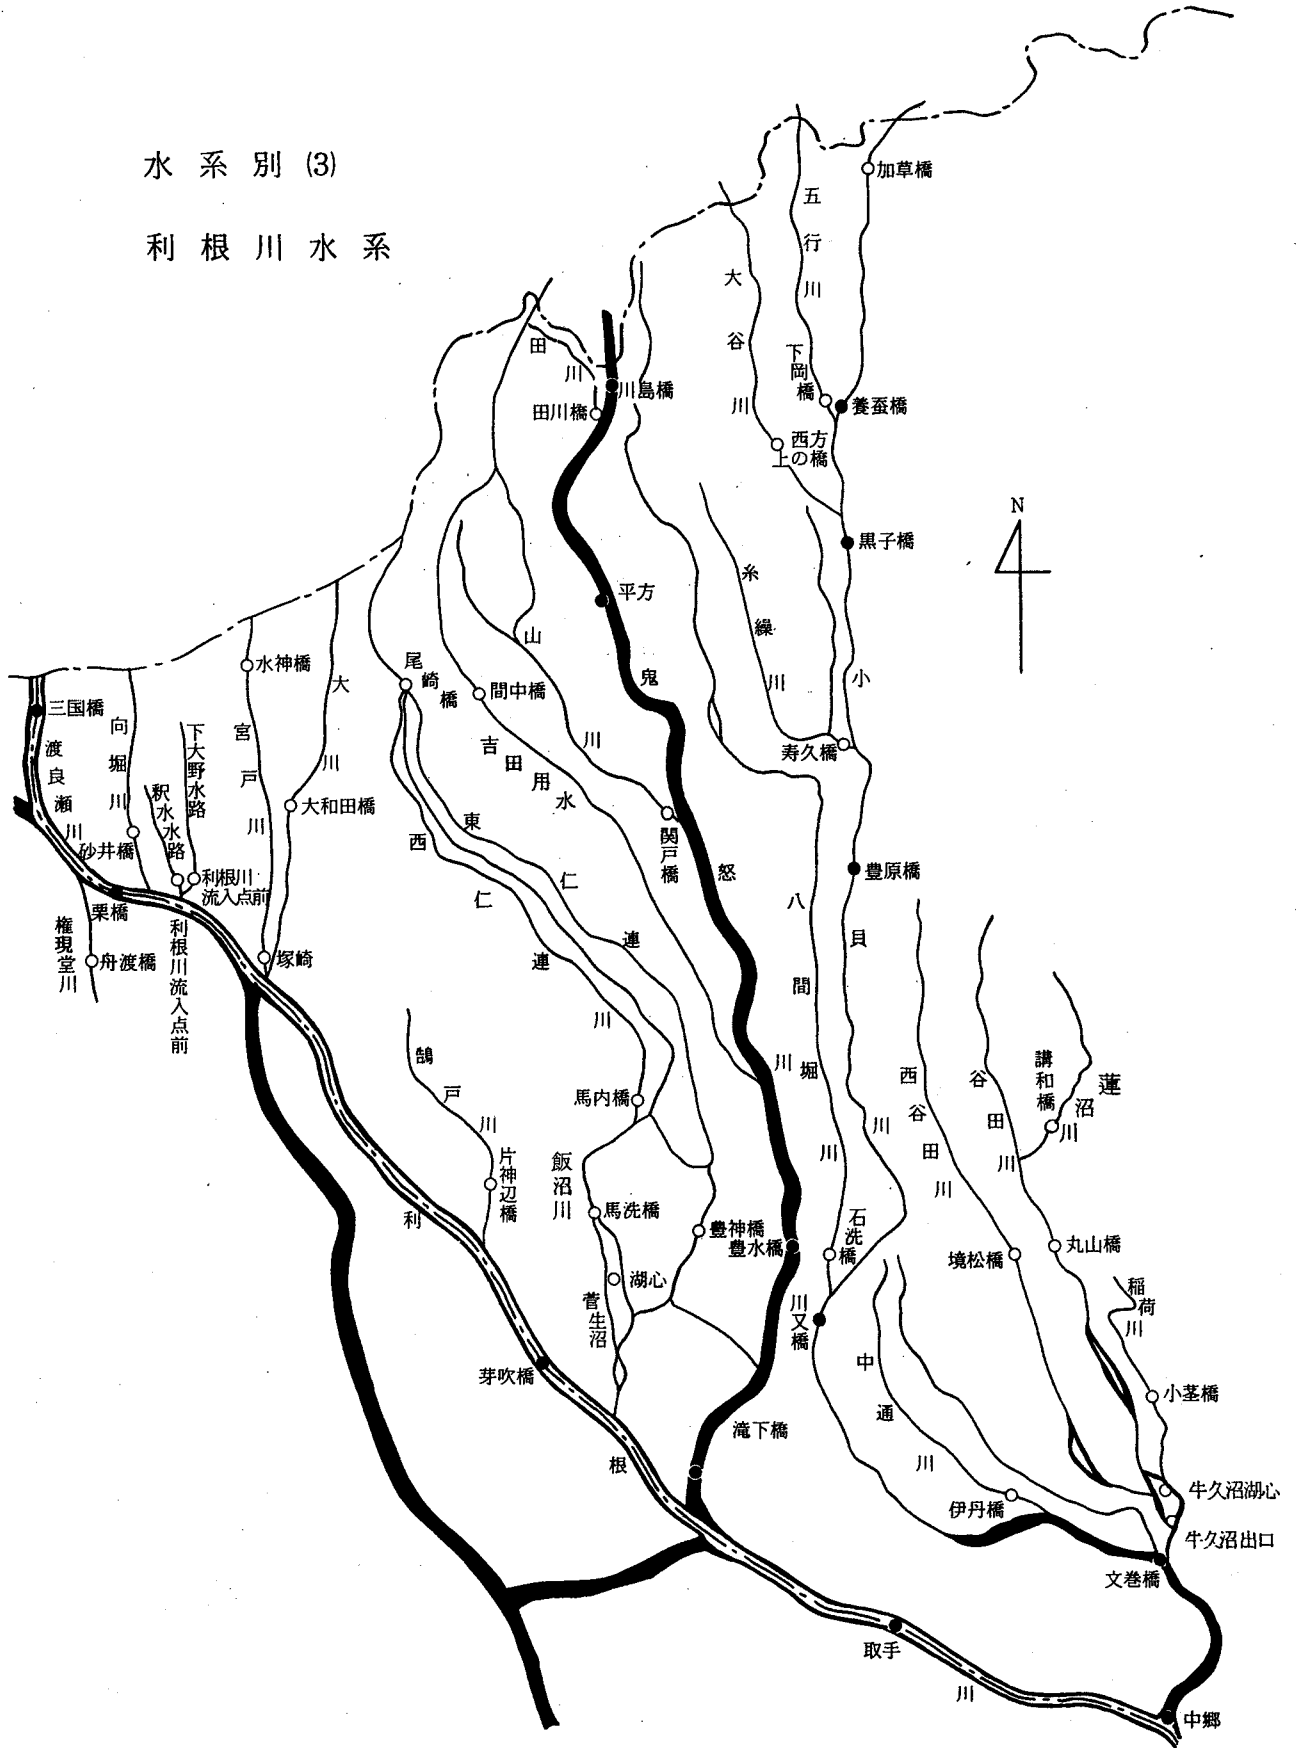 水系別(3)
利根川水系
N
加草橋
五行川
大谷川
下岡橋
養蚕橋
西方
上の橋
黒子橋
田川
川島橋
田川橋
平方
糸繰川
小貝川
寿久橋
豊原橋
山川
鬼怒川
尾崎橋
間中橋
吉田用水
関戸橋
水神橋
大川
宮戸川
大和田橋
三国橋
渡良瀬川
向堀川
下大野水路
釈水水路
砂井橋
利根川
流入点前
栗橋
権現堂川
舟渡橋
利根川流入点前
塚崎
東仁連川
西仁連川
八間堀川
鵠戸川
片神辺橋
馬内橋
飯沼川
馬洗橋
湖心
菅生沼
豊神橋
豊水橋
石洗橋
川又橋
西谷田川
谷田川
講和橋
蓮沼川
境松橋
丸山橋
稲荷川
小茎橋
中通川
伊丹橋
牛久沼湖心
牛久沼出口
文巻橋
芽吹橋
滝下橋
利根川
取手
中郷